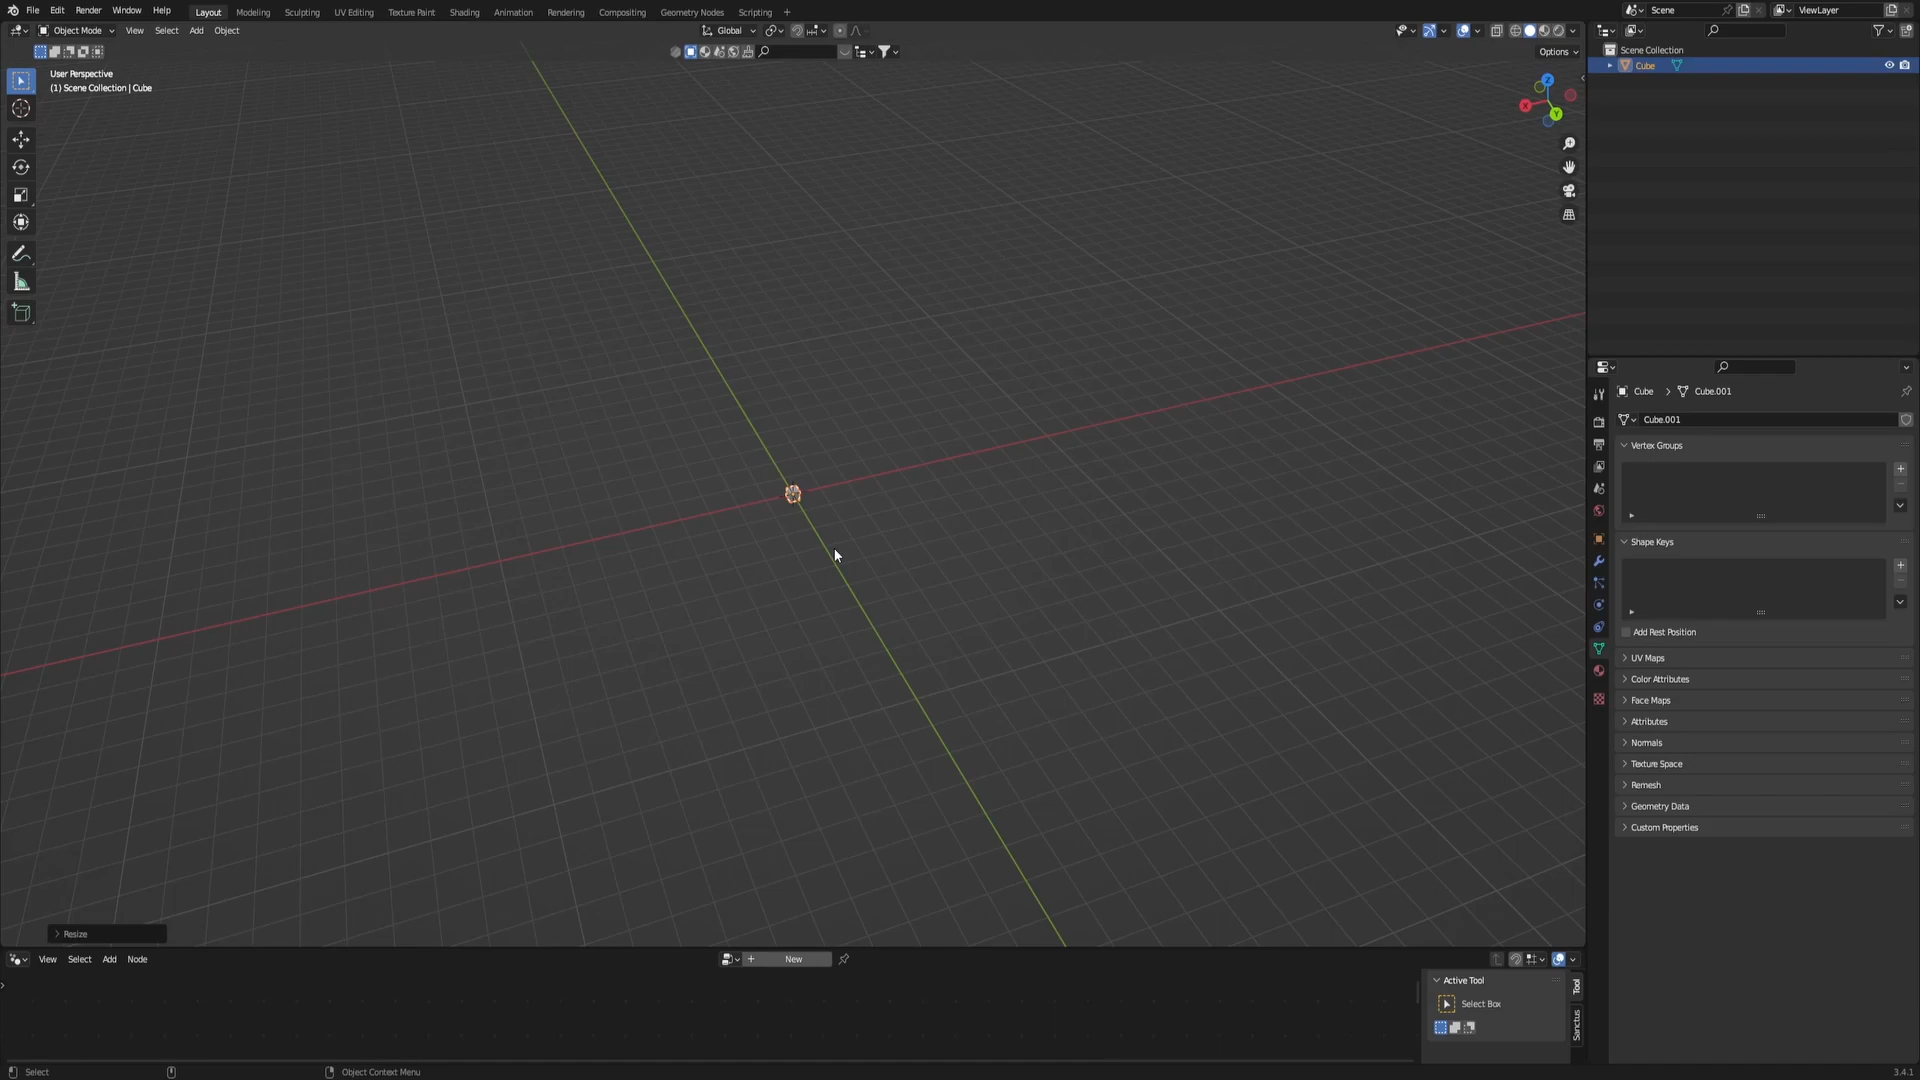 File Edit Render Window Help
Layout Modeling Sculpting UV Editing Texture Paint Shading Animation Rendering Compositing Geometry Nodes Scripting +
Scene
ViewLayer
Object Mode View Select Add Object
Global
Options
User Perspective
(1) Scene Collection | Cube
X
Y
Z
Scene Collection
Cube
Cube > Cube.001
Cube.001
Vertex Groups
Shape Keys
Add Rest Position
UV Maps
Color Attributes
Face Maps
Attributes
Normals
Texture Space
Remesh
Geometry Data
Custom Properties
Resize
View Select Add Node
New
Active Tool
Select Box
Tool
Sanctus
Select
Object Context Menu
3.4.1